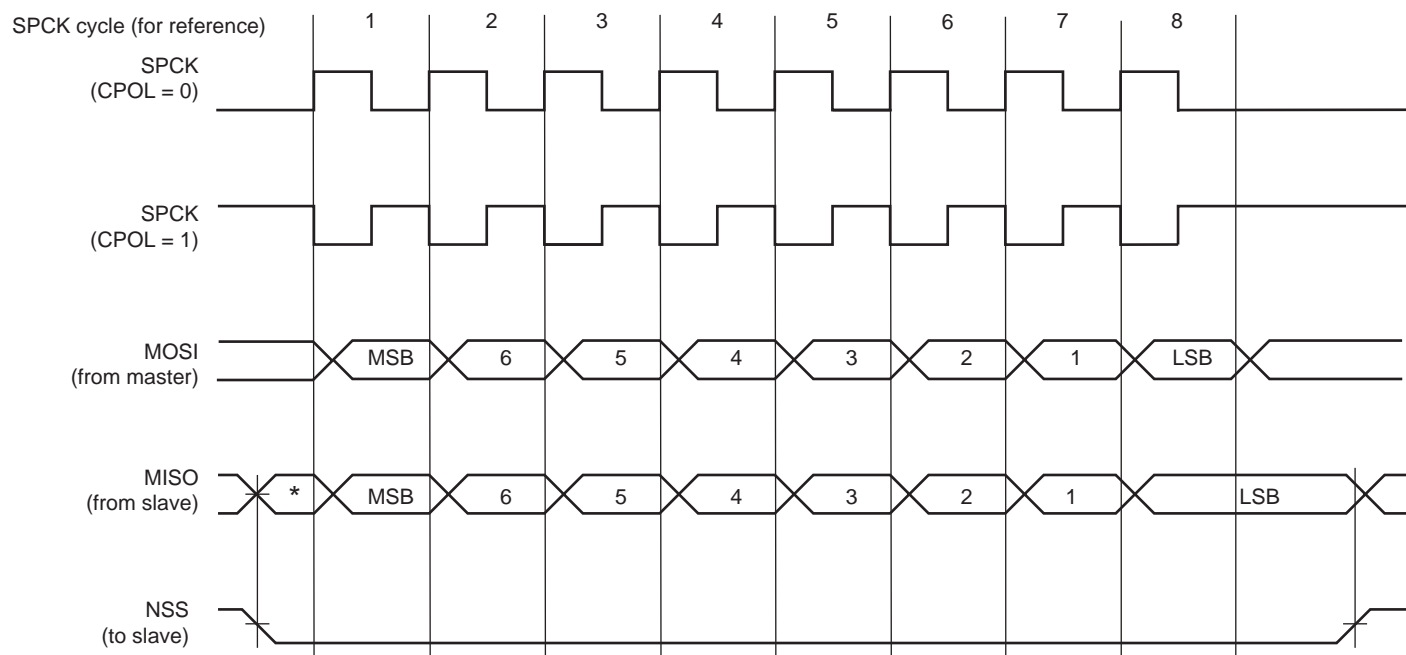 SPCK cycle (for reference)
1 2 3 4 5 6 7 8
SPCK
(CPOL = 0)
SPCK
(CPOL = 1)
MOSI
(from master)
MSB 6 5 4 3 2 1 LSB
MISO
(from slave)
* MSB 6 5 4 3 2 1 LSB
NSS
(to slave)